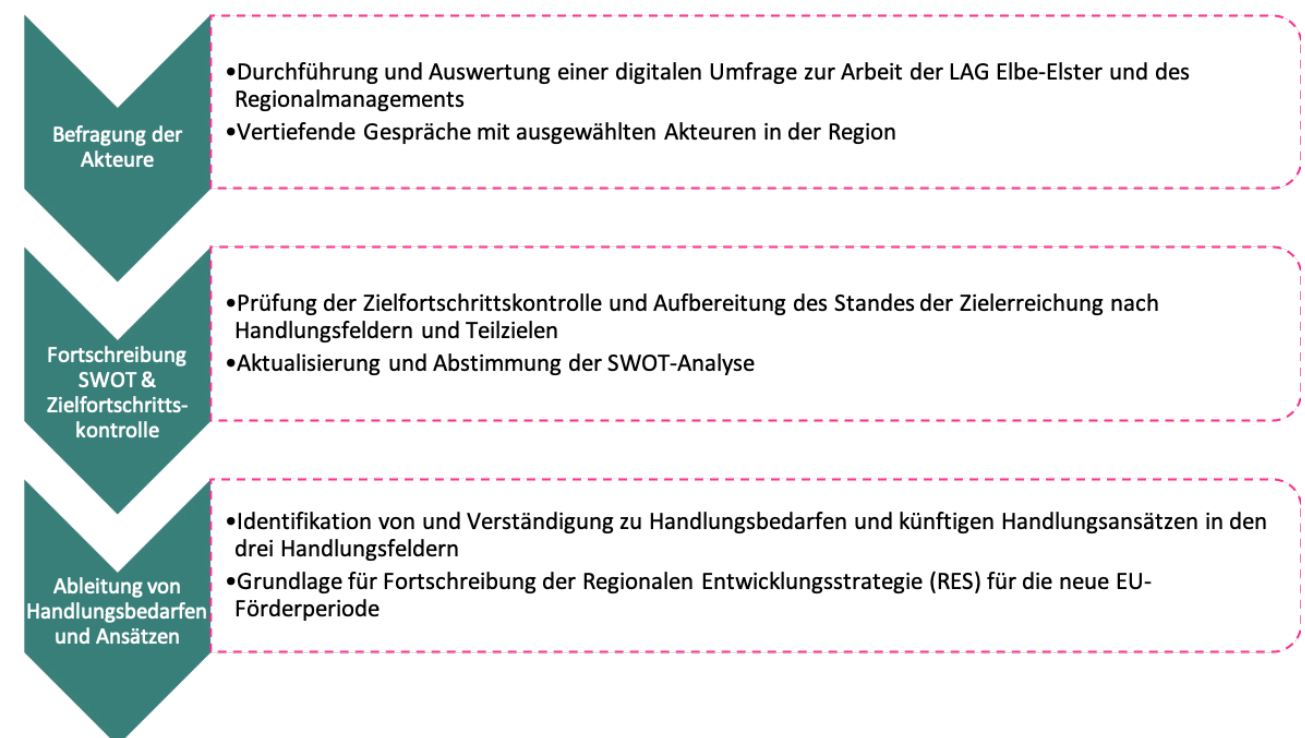 Befragung der
Akteure
•Durchführung und Auswertung einer digitalen Umfrage zur Arbeit der LAG Elbe-Elster und des
Regionalmanagements
•Vertiefende Gespräche mit ausgewählten Akteuren in der Region
Fortschreibung
SWOT &
Zielfortschritts-
kontrolle
•Prüfung der Zielfortschrittskontrolle und Aufbereitung des Standes der Zielerreichung nach
Handlungsfeldern und Teilzielen
•Aktualisierung und Abstimmung der SWOT-Analyse
Ableitung von
Handlungsbedarfen
und Ansätzen
•Identifikation von und Verständigung zu Handlungsbedarfen und künftigen Handlungsansätzen in den
drei Handlungsfeldern
•Grundlage für Fortschreibung der Regionalen Entwicklungsstrategie (RES) für die neue EU-
Förderperiode